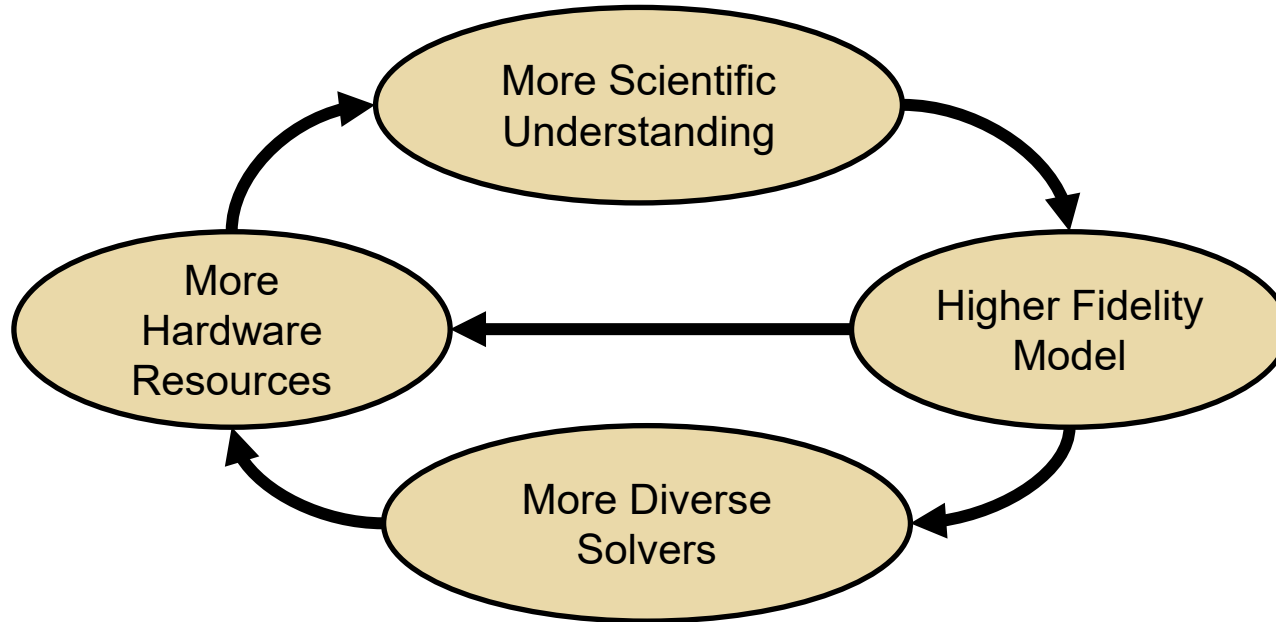 More Scientific
Understanding
More
Hardware
Resources
Higher Fidelity
Model
More Diverse
Solvers